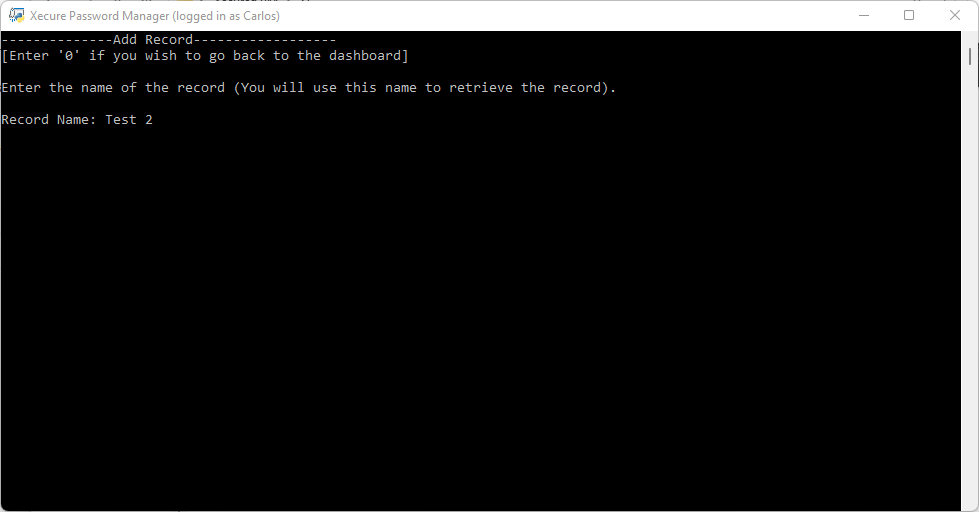 Xecure Password Manager (logged in as Carlos)
--------------Add Record------------------
[Enter '0' if you wish to go back to the dashboard]
Enter the name of the record (You will use this name to retrieve the record).
Record Name: Test 2